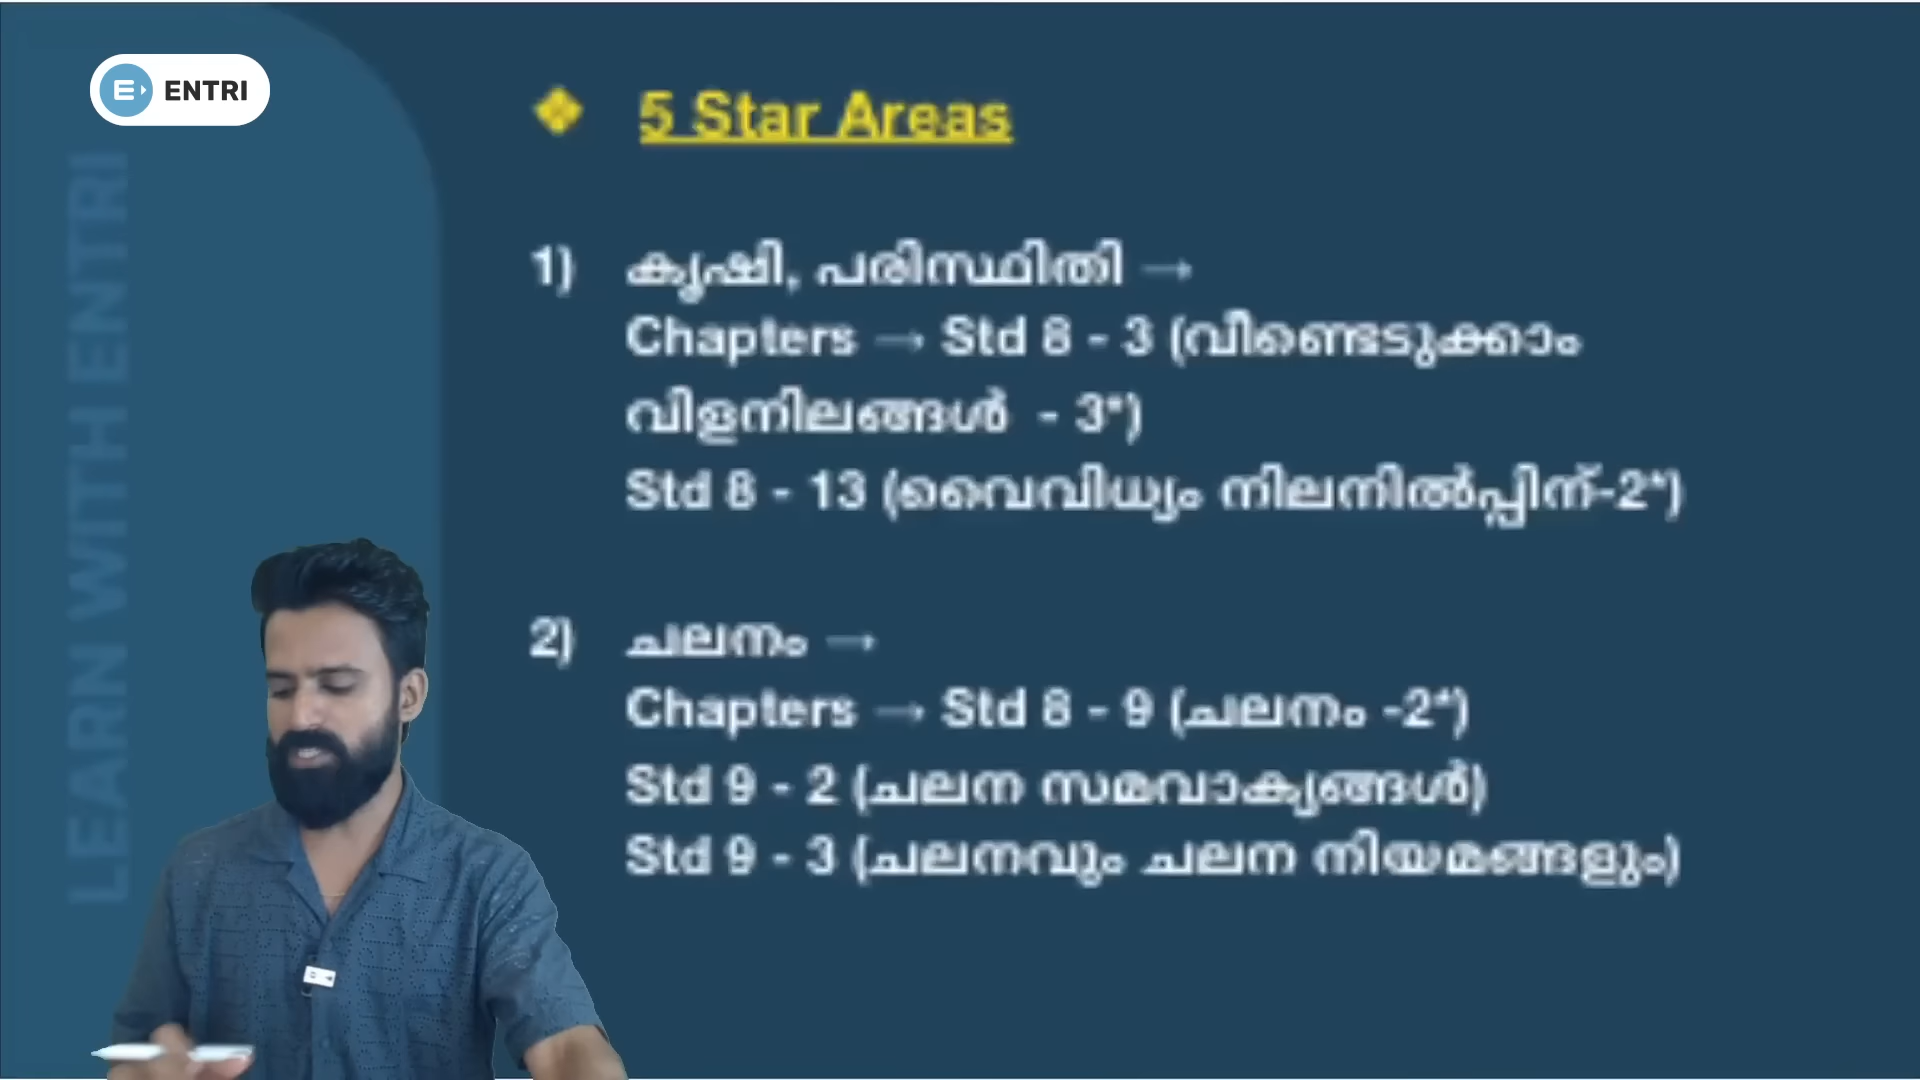 ENTRI
LEARN WITH ENTRI
❖ 5 Star Areas
1) കൃഷി, പരിസ്ഥിതി →
Chapters → Std 8 - 3 (വീണ്ടെടുക്കാം
വിളനിലങ്ങൾ - 3*)
Std 8 - 13 (വൈവിധ്യം നിലനിൽപ്പിന്-2*)
2) ചലനം →
Chapters → Std 8 - 9 (ചലനം -2*)
Std 9 - 2 (ചലന സമവാക്യങ്ങൾ)
Std 9 - 3 (ചലനവും ചലന നിയമങ്ങളും)